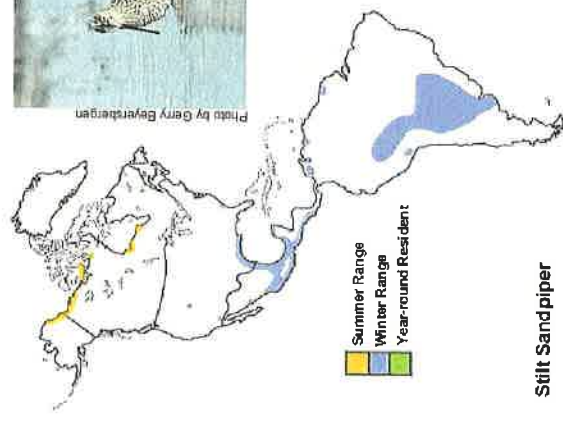 Photo by Gerry Beyersbergen
Summer Range
Winter Range
Year-round Resident
Stilt Sandpiper